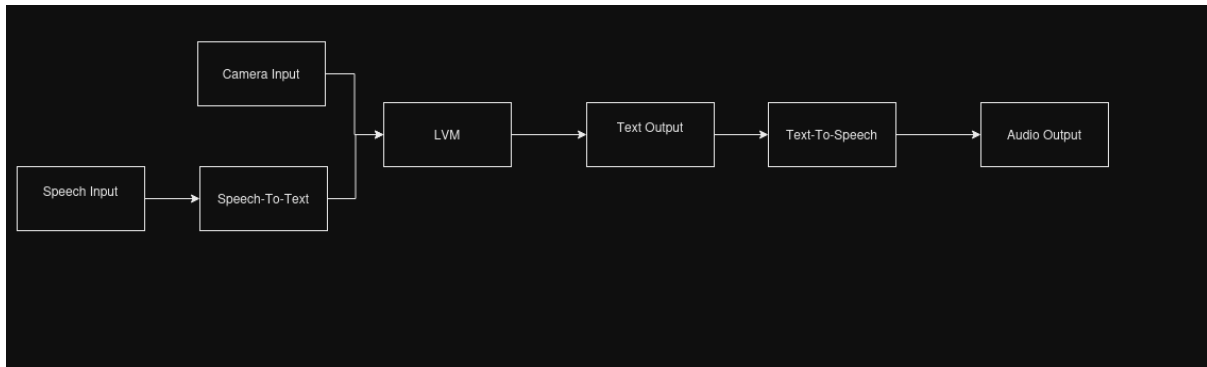 Camera Input
LVM
Text Output
Text-To-Speech
Audio Output
Speech Input
Speech-To-Text